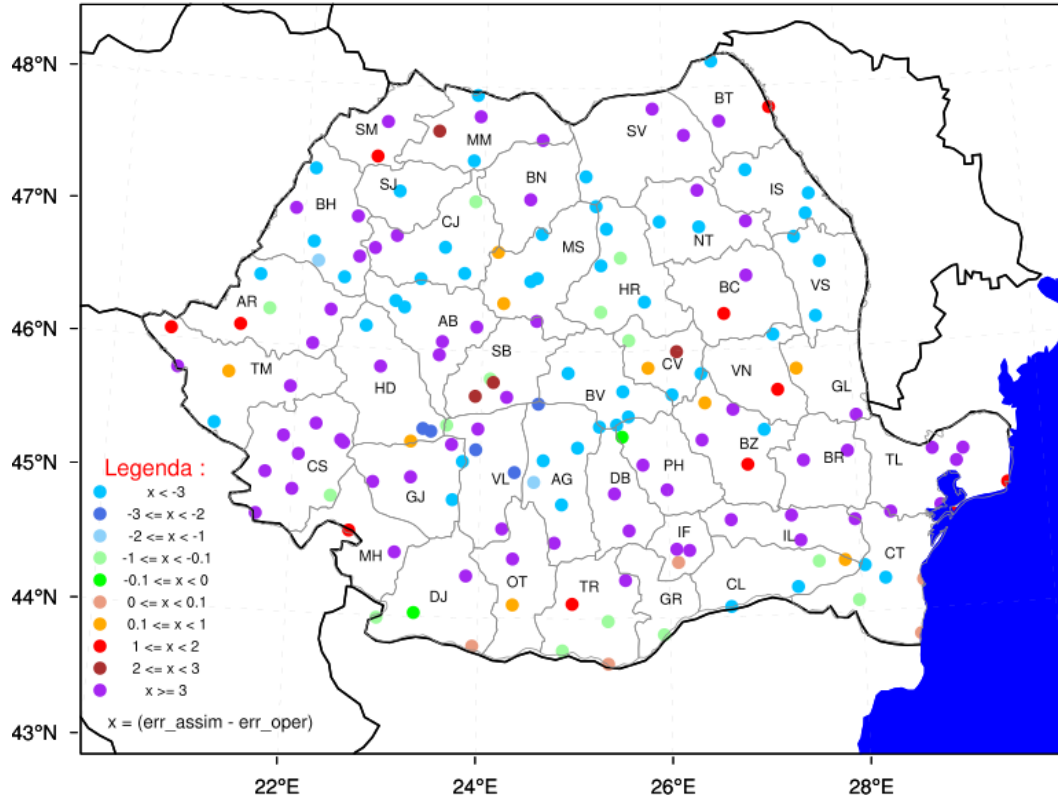 48°N
47°N
46°N
45°N
44°N
43°N
22°E 24°E 26°E 28°E
BT
SM
MM
SV
SJ
BN
IS
BH
CJ
NT
MS
AR
HR
BC
VS
AB
SB
TM
HD
CV
VN
BV
GL
CS
BZ
BR
TL
GJ
VL
AG
DB
PH
IF
IL
MH
CT
DJ
OT
TR
GR
CL
Legenda :
x < -3
-3 <= x < -2
-2 <= x < -1
-1 <= x < -0.1
-0.1 <= x < 0
0 <= x < 0.1
0.1 <= x < 1
1 <= x < 2
2 <= x < 3
x >= 3
x = (err_assim - err_oper)